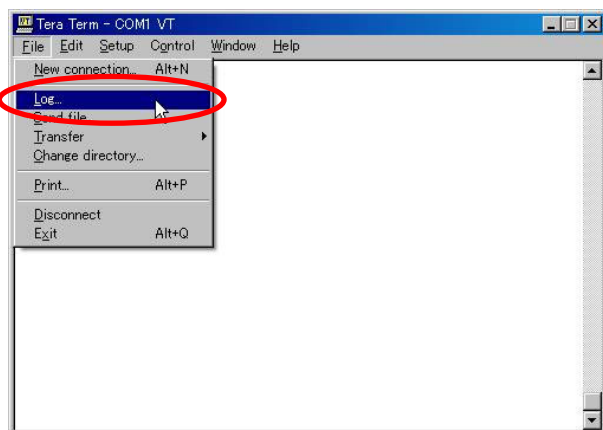 Tera Term - COM1 VT
File Edit Setup Control Window Help
New connection... Alt+N
Log...
Send file...
Transfer
Change directory...
Print... Alt+P
Disconnect
Exit Alt+Q